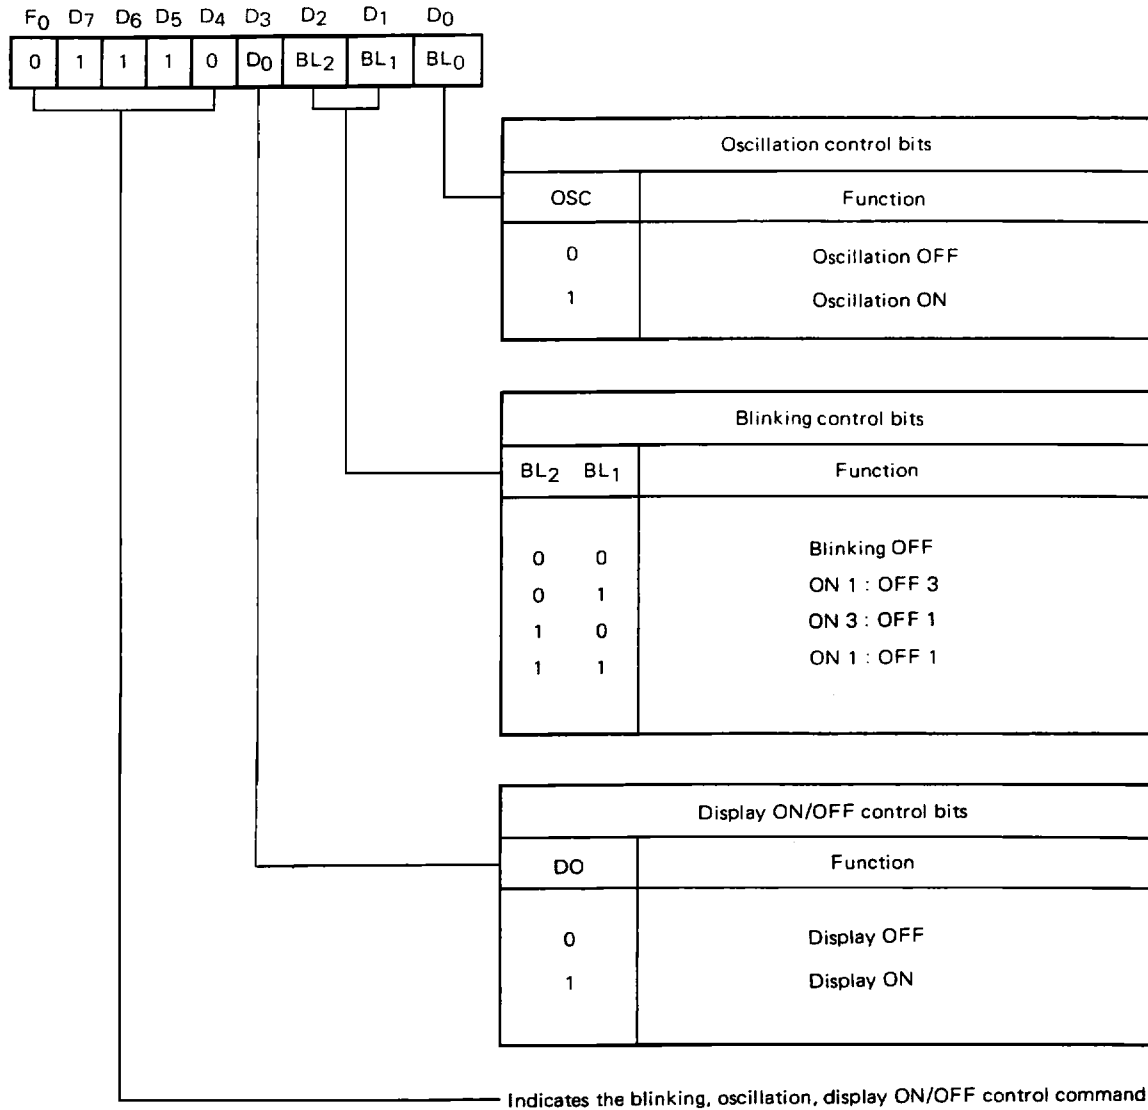 F0 D7 D6 D5 D4 D3 D2 D1 D0
0 1 1 1 0 D0 BL2 BL1 BL0
Oscillation control bits
OSC Function
0 Oscillation OFF
1 Oscillation ON
Blinking control bits
BL2 BL1 Function
0 0 Blinking OFF
0 1 ON 1 : OFF 3
1 0 ON 3 : OFF 1
1 1 ON 1 : OFF 1
Display ON/OFF control bits
DO Function
0 Display OFF
1 Display ON
Indicates the blinking, oscillation, display ON/OFF control command